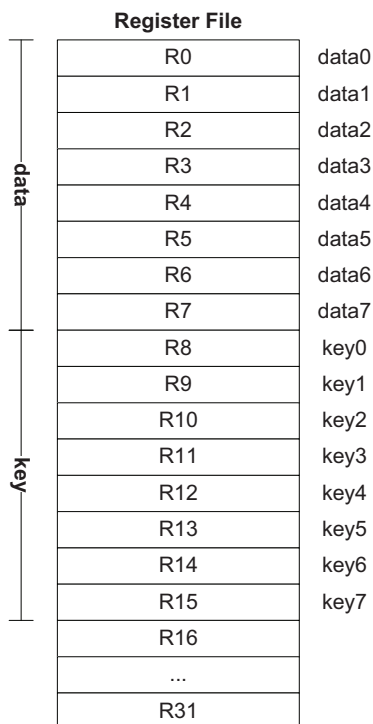 Register File
data
R0 data0
R1 data1
R2 data2
R3 data3
R4 data4
R5 data5
R6 data6
R7 data7
key
R8 key0
R9 key1
R10 key2
R11 key3
R12 key4
R13 key5
R14 key6
R15 key7
R16
...
R31